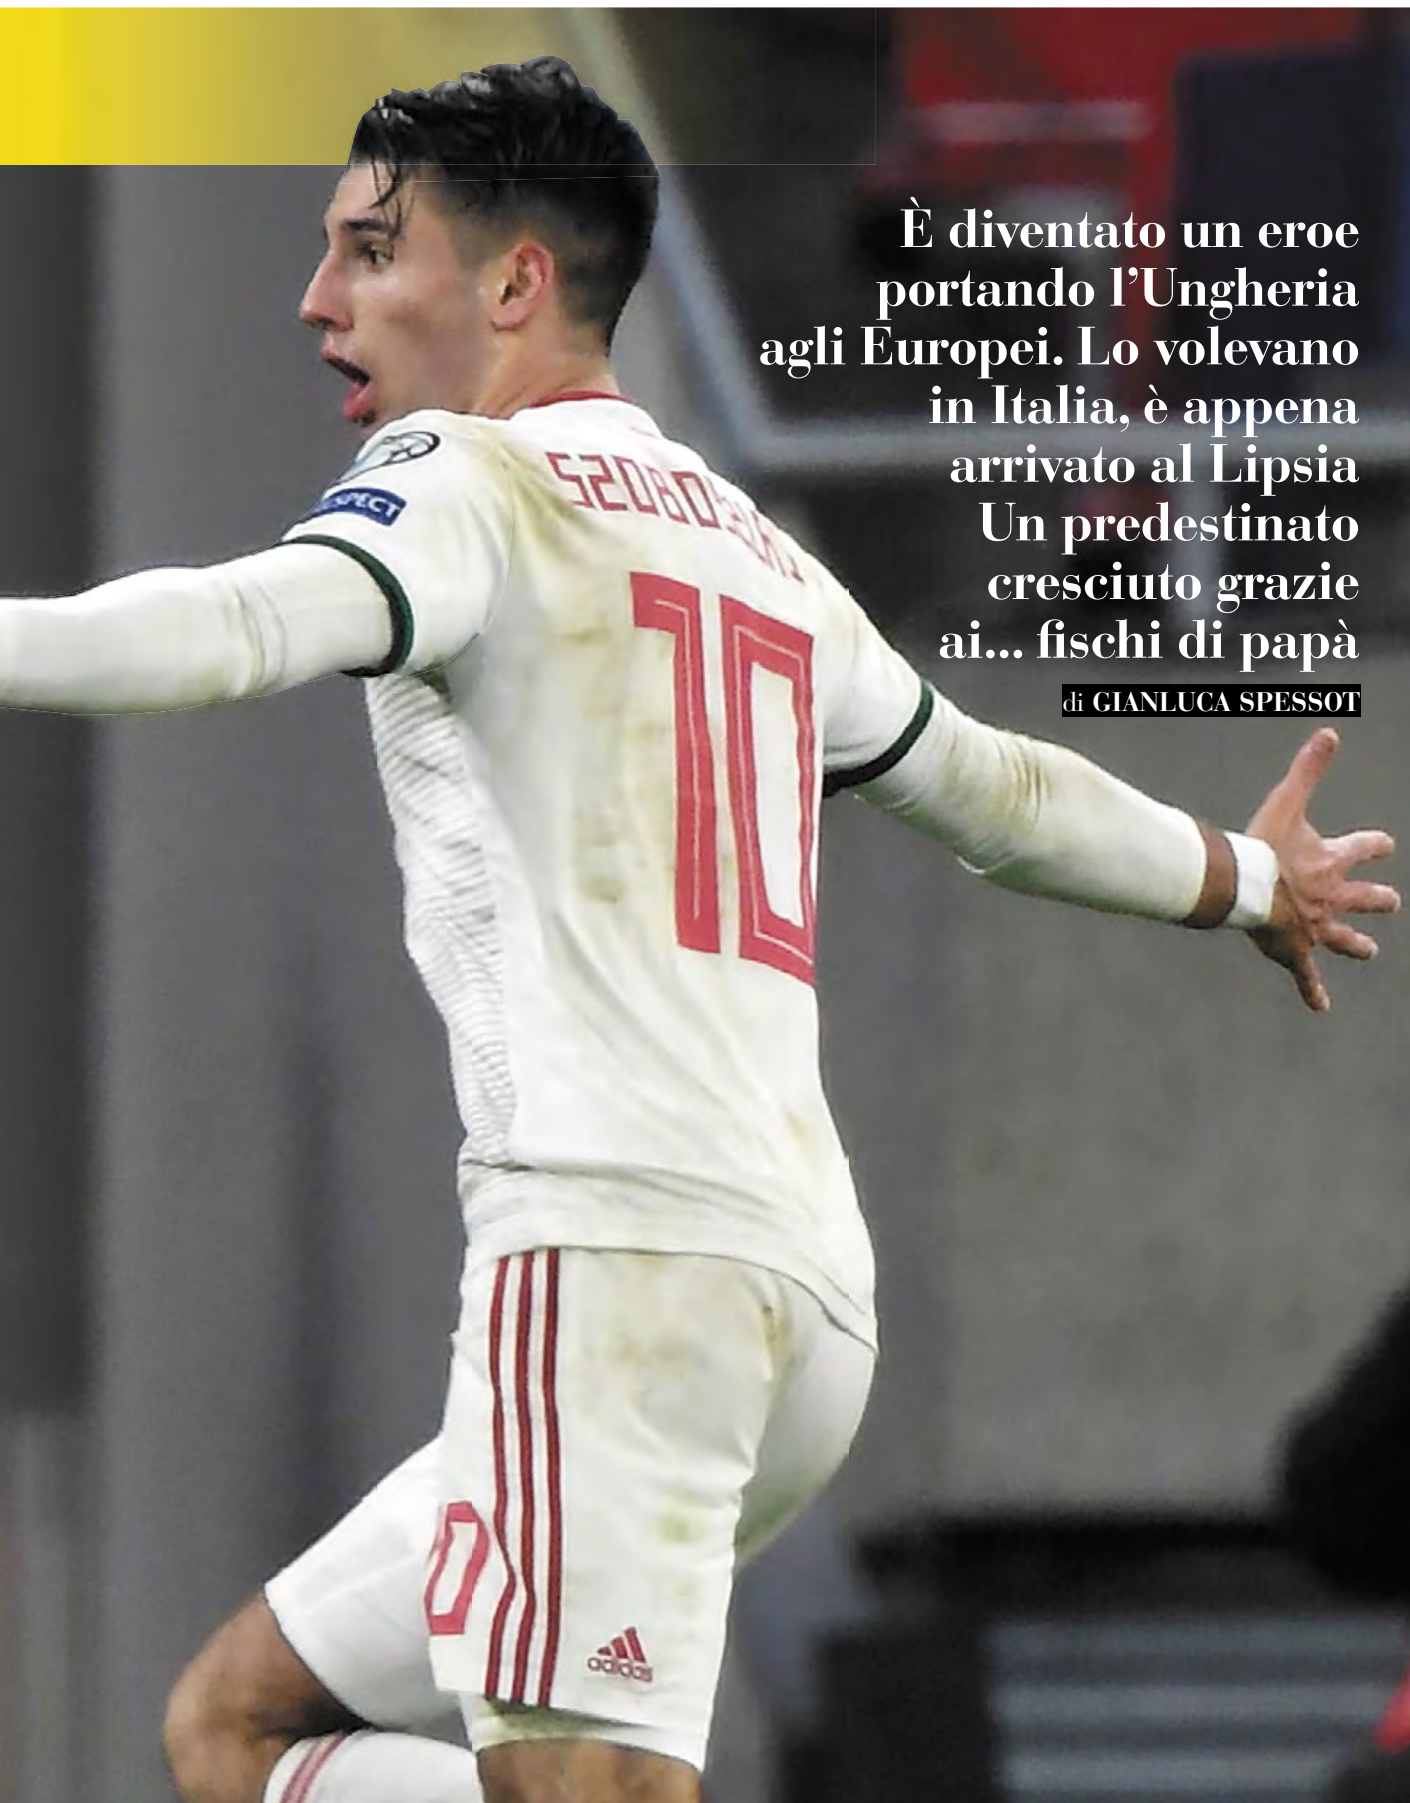 È diventato un eroe
portando l’Ungheria
agli Europei. Lo volevano
in Italia, è appena
arrivato al Lipsia
Un predestinato
cresciuto grazie
ai... fischi di papà
di GIANLUCA SPESSOT
10
0
adidas